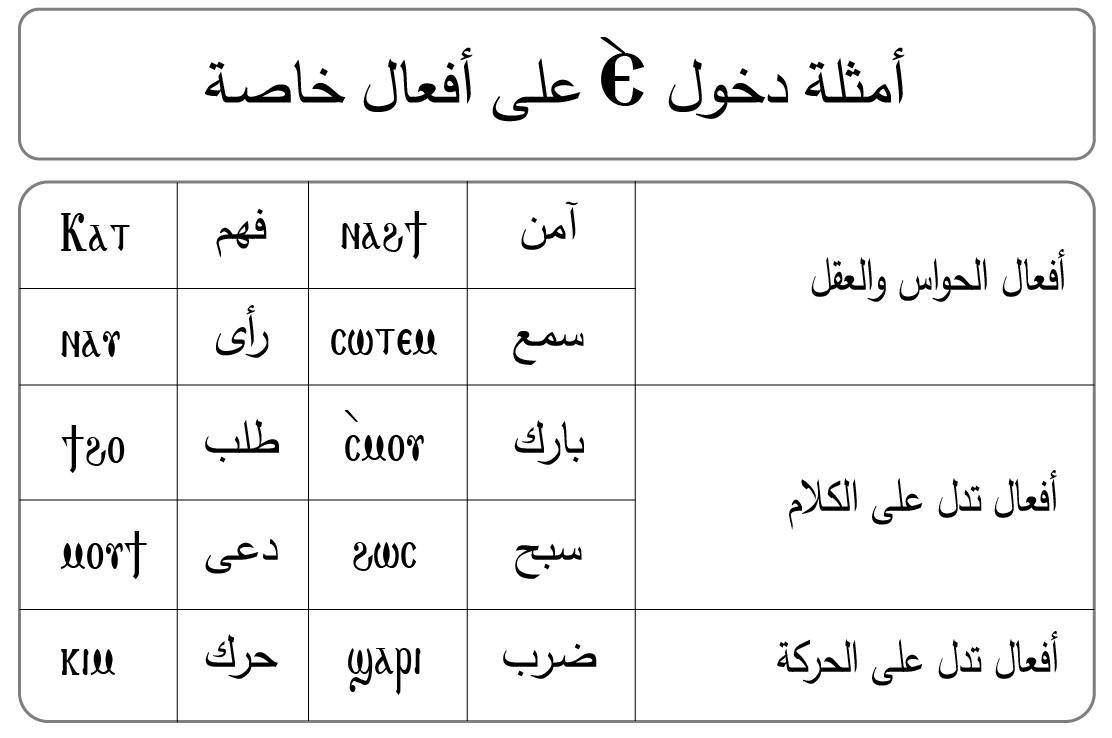 أمثلة دخول Ⲉ̀ على أفعال خاصة
أفعال الحواس والعقل
آمن ⲛⲁϩϯ فهم Ⲕⲁϯ
سمع ⲥⲱⲧⲉⲙ رأى ⲛⲁⲩ
أفعال تدل على الكلام
بارك ⲥ̀ⲙⲟⲩ طلب ϯϩⲟ
سبح ϩⲱⲥ دعى ⲙⲟⲩϯ
أفعال تدل على الحركة
ضرب ϣⲁⲣⲓ حرك ⲕⲓⲙ